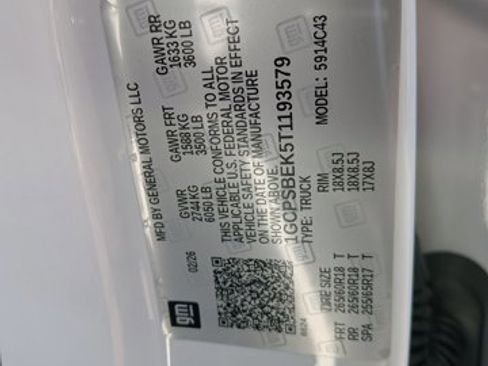 gm
02/26
MFD BY GENERAL MOTORS LLC
GVWR GAWR FRT GAWR RR
2744 KG 1588 KG 1633 KG
6050 LB 3500 LB 3600 LB
THIS VEHICLE CONFORMS TO ALL
APPLICABLE U.S. FEDERAL MOTOR
VEHICLE SAFETY STANDARDS IN EFFECT
ON THE DATE OF MANUFACTURE
SHOWN ABOVE.
1GCPSBEK5T1193579
TYPE: TRUCK MODEL: 5914C43
TIRE SIZE RIM
FRT 265/60R18 T 18X8.5J
RR 265/60R18 T 18X8.5J
SPA 255/65R17 T 17X8J